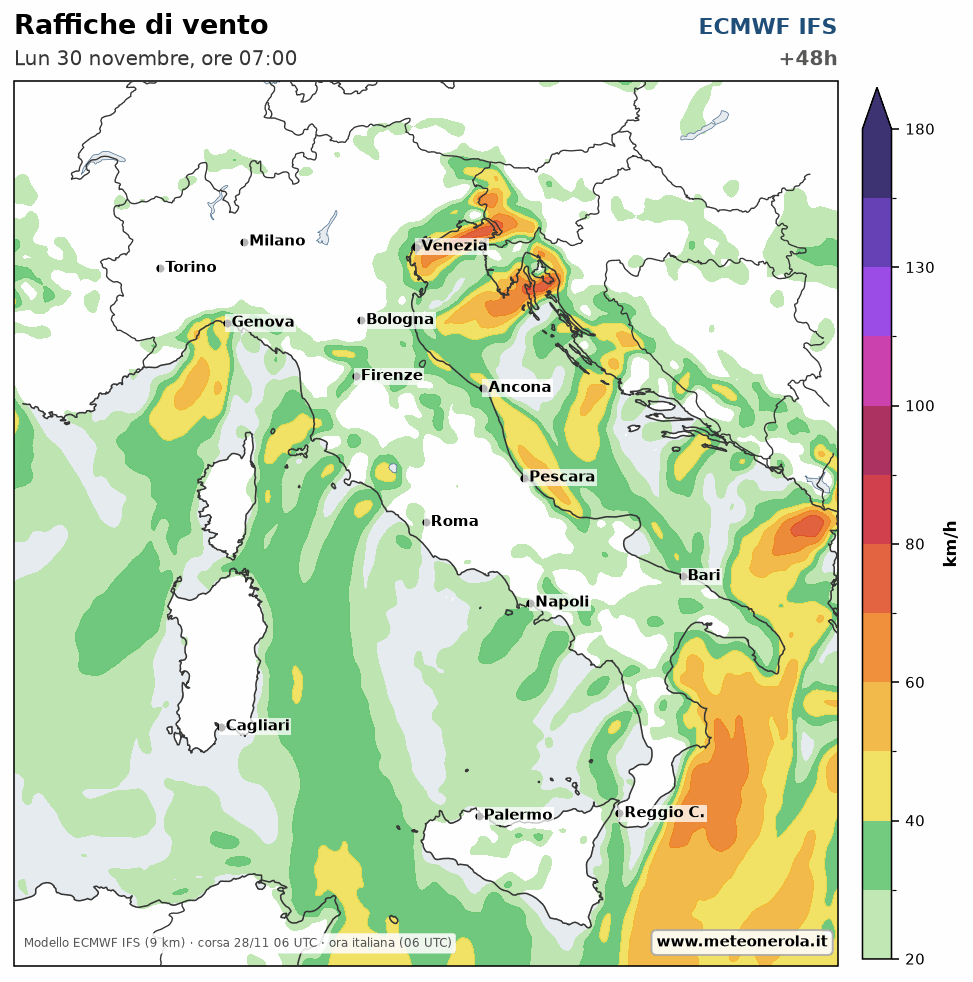 Raffiche di vento
ECMWF IFS
Lun 30 novembre, ore 07:00
+48h
180
Milano
Venezia
Torino
130
Genova
Bologna
Firenze
Ancona
100
Pescara
Roma
80
km/h
Bari
Napoli
60
Cagliari
Palermo
Reggio C.
40
Modello ECMWF IFS (9 km) · corsa 28/11 06 UTC · ora italiana (06 UTC)
www.meteonerola.it
20